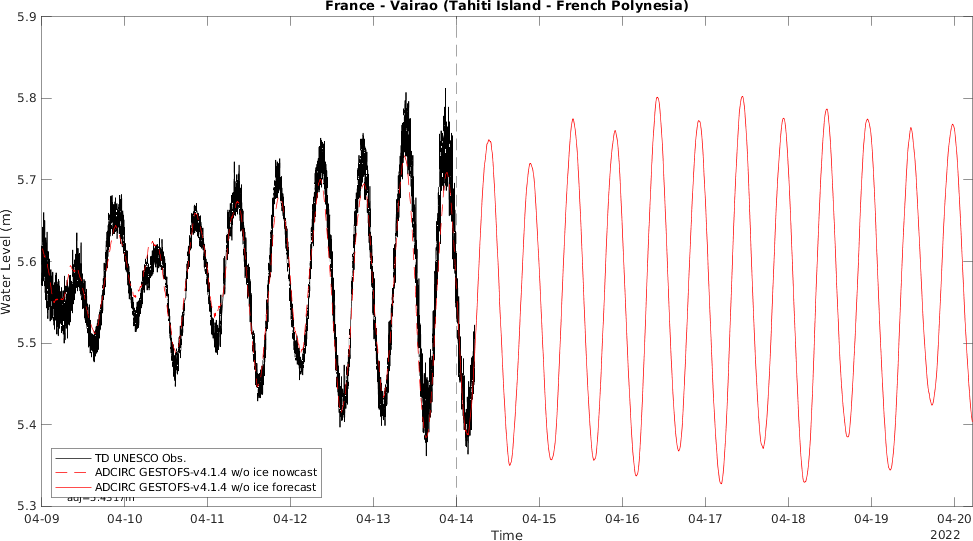 France - Vairao (Tahiti Island - French Polynesia)
5.9
5.8
5.7
5.6
5.5
5.4
5.3
Water Level (m)
TD UNESCO Obs.
ADCIRC GESTOFS-v4.1.4 w/o ice nowcast
ADCIRC GESTOFS-v4.1.4 w/o ice forecast
04-09 04-10 04-11 04-12 04-13 04-14 04-15 04-16 04-17 04-18 04-19 04-20
Time
2022